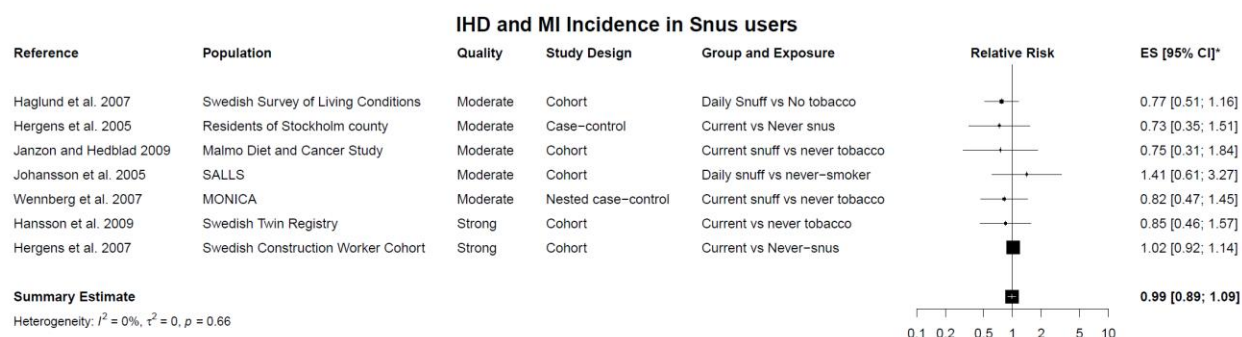 IHD and MI Incidence in Snus users
Reference Population Quality Study Design Group and Exposure Relative Risk ES [95% CI]*
Haglund et al. 2007 Swedish Survey of Living Conditions Moderate Cohort Daily Snuff vs No tobacco 0.77 [0.51; 1.16]
Hergens et al. 2005 Residents of Stockholm county Moderate Case−control Current vs Never snus 0.73 [0.35; 1.51]
Janzon and Hedblad 2009 Malmo Diet and Cancer Study Moderate Cohort Current snuff vs never tobacco 0.75 [0.31; 1.84]
Johansson et al. 2005 SALLS Moderate Cohort Daily snuff vs never−smoker 1.41 [0.61; 3.27]
Wennberg et al. 2007 MONICA Moderate Nested case−control Current snuff vs never tobacco 0.82 [0.47; 1.45]
Hansson et al. 2009 Swedish Twin Registry Strong Cohort Current vs never tobacco 0.85 [0.46; 1.57]
Hergens et al. 2007 Swedish Construction Worker Cohort Strong Cohort Current vs Never−snus 1.02 [0.92; 1.14]
Summary Estimate 0.99 [0.89; 1.09]
Heterogeneity: I² = 0%, τ² = 0, p = 0.66
0.1 0.2 0.5 1 2 5 10